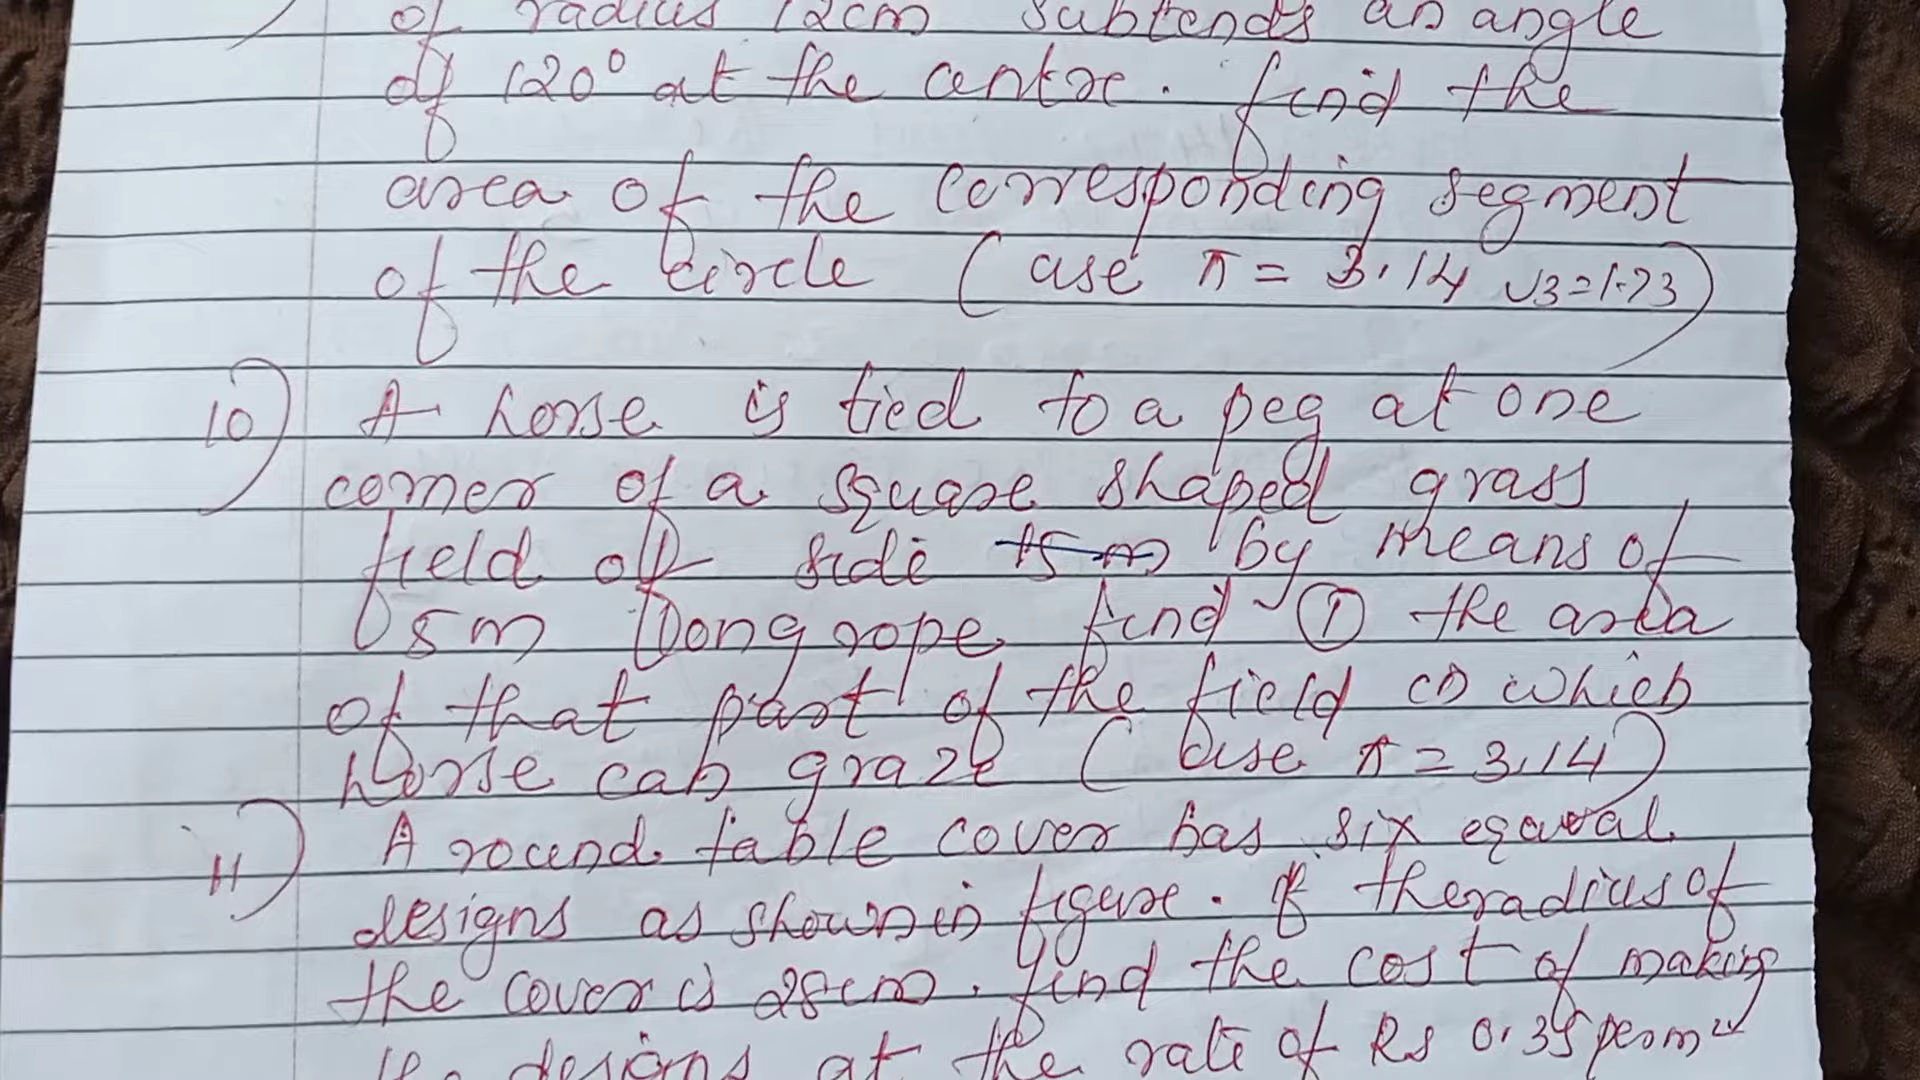 of radius 12cm subtends an angle
of 120° at the centre. find the
area of the corresponding segment
of the circle (use π = 3.14 √3=1.73)
10) A horse is tied to a peg at one
corner of a square shaped grass
field of side 15m by means of
5m long rope find ① the area
of that part of the field in which
horse can graze (use π = 3.14)
11) A round table cover has six equal
designs as shown in figure. If the radius of
the cover is 28cm. find the cost of making
the designs at the rate of Rs 0.35 per m²